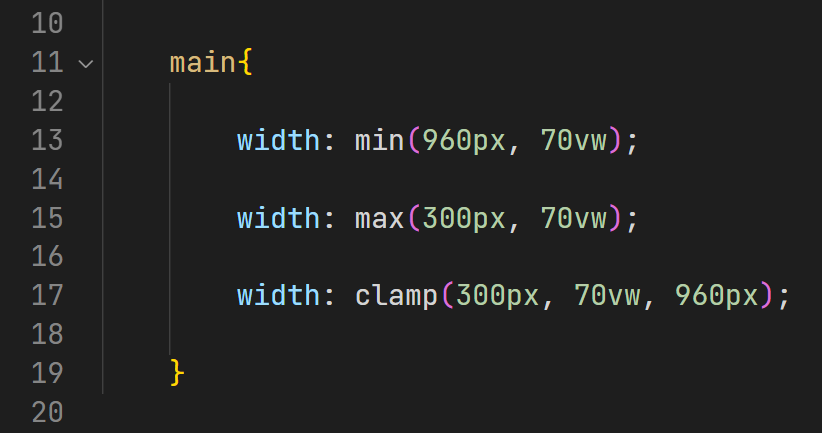 10
11 main{
12
13 width: min(960px, 70vw);
14
15 width: max(300px, 70vw);
16
17 width: clamp(300px, 70vw, 960px);
18
19 }
20